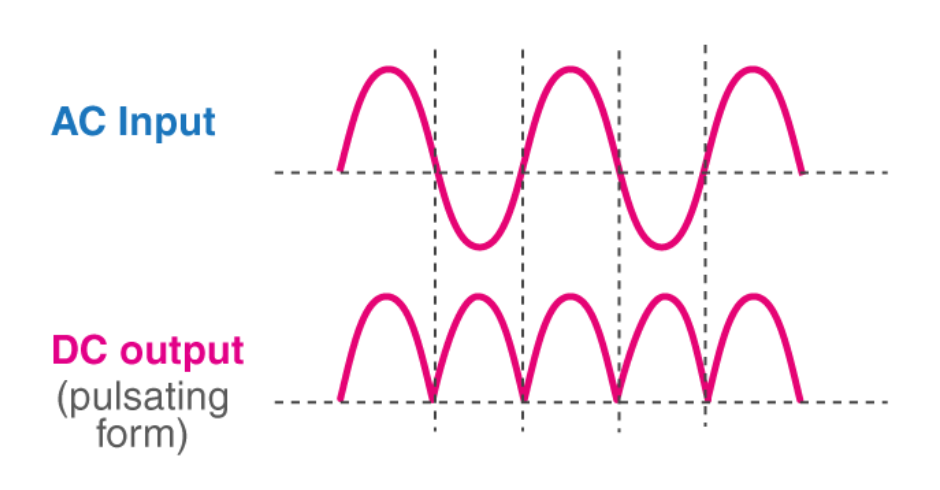 AC Input
DC output
(pulsating
form)